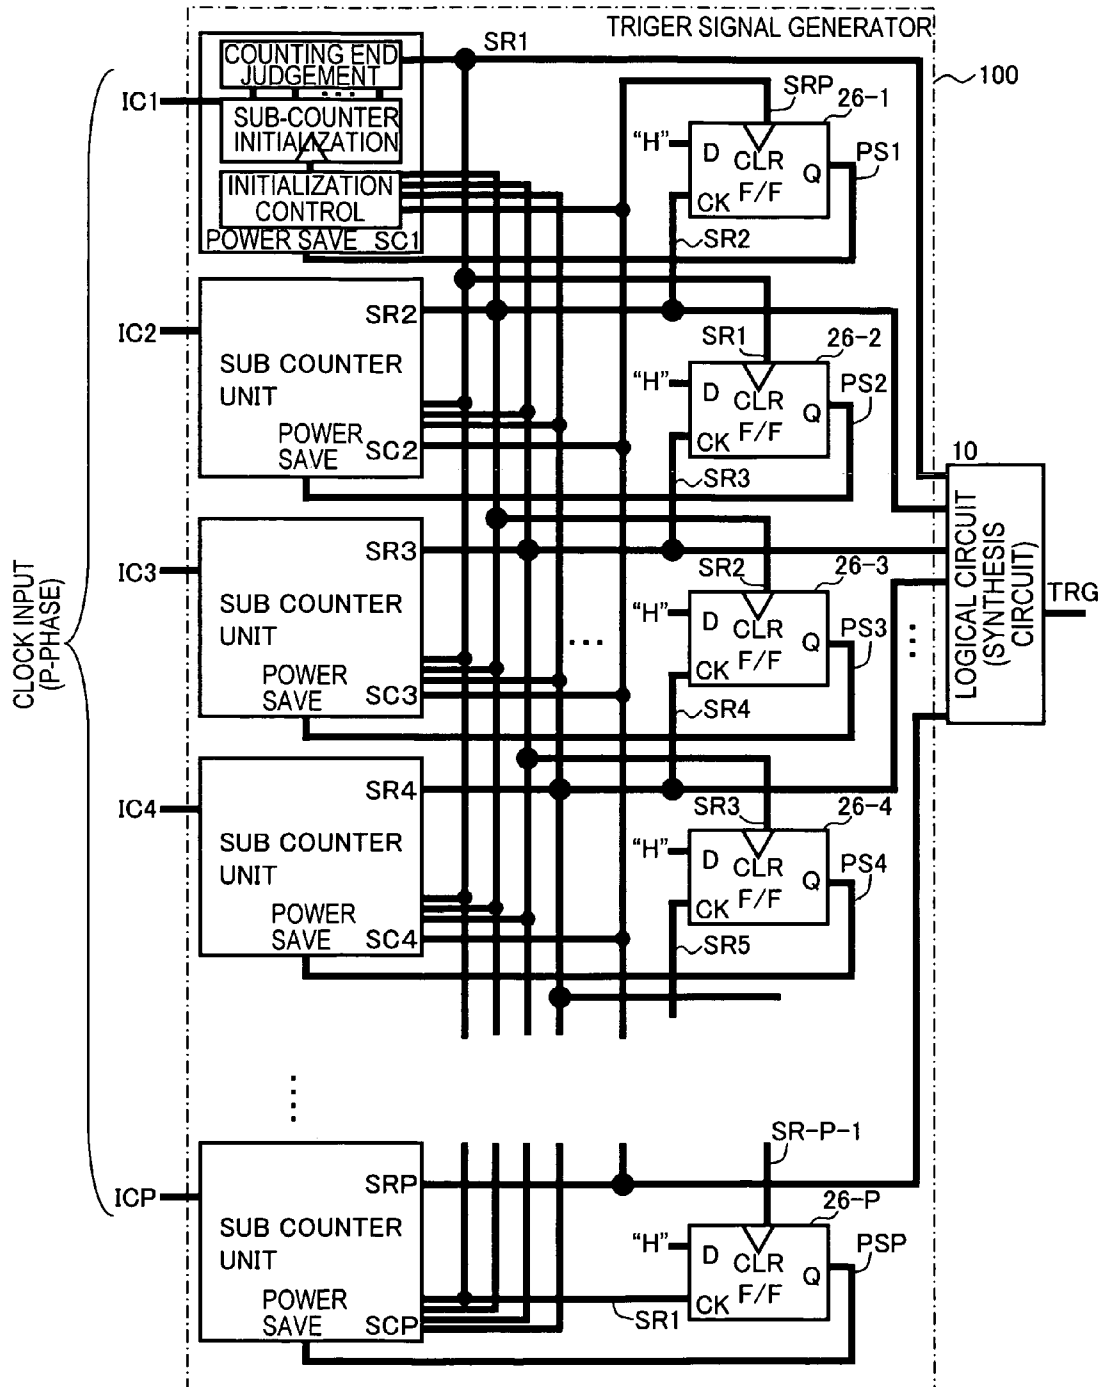 TRIGER SIGNAL GENERATOR
100
COUNTING END
JUDGEMENT
SR1
IC1
SUB-COUNTER
INITIALIZATION
INITIALIZATION
CONTROL
POWER SAVE SC1
SRP
26-1
"H"
D
CLR
Q
F/F
CK
PS1
SR2
IC2
SR2
SUB COUNTER
UNIT
POWER
SAVE
SC2
SR1
26-2
"H"
D
CLR
Q
F/F
CK
PS2
SR3
10
LOGICAL CIRCUIT
(SYNTHESIS
CIRCUIT)
TRG
CLOCK INPUT
(P-PHASE)
IC3
SR3
SUB COUNTER
UNIT
POWER
SAVE
SC3
...
SR2
26-3
"H"
D
CLR
Q
F/F
CK
PS3
SR4
...
IC4
SR4
SUB COUNTER
UNIT
POWER
SAVE
SC4
SR3
26-4
"H"
D
CLR
Q
F/F
CK
PS4
SR5
....
ICP
SRP
SUB COUNTER
UNIT
POWER
SAVE
SCP
SR-P-1
26-P
"H"
D
CLR
Q
F/F
CK
PSP
SR1